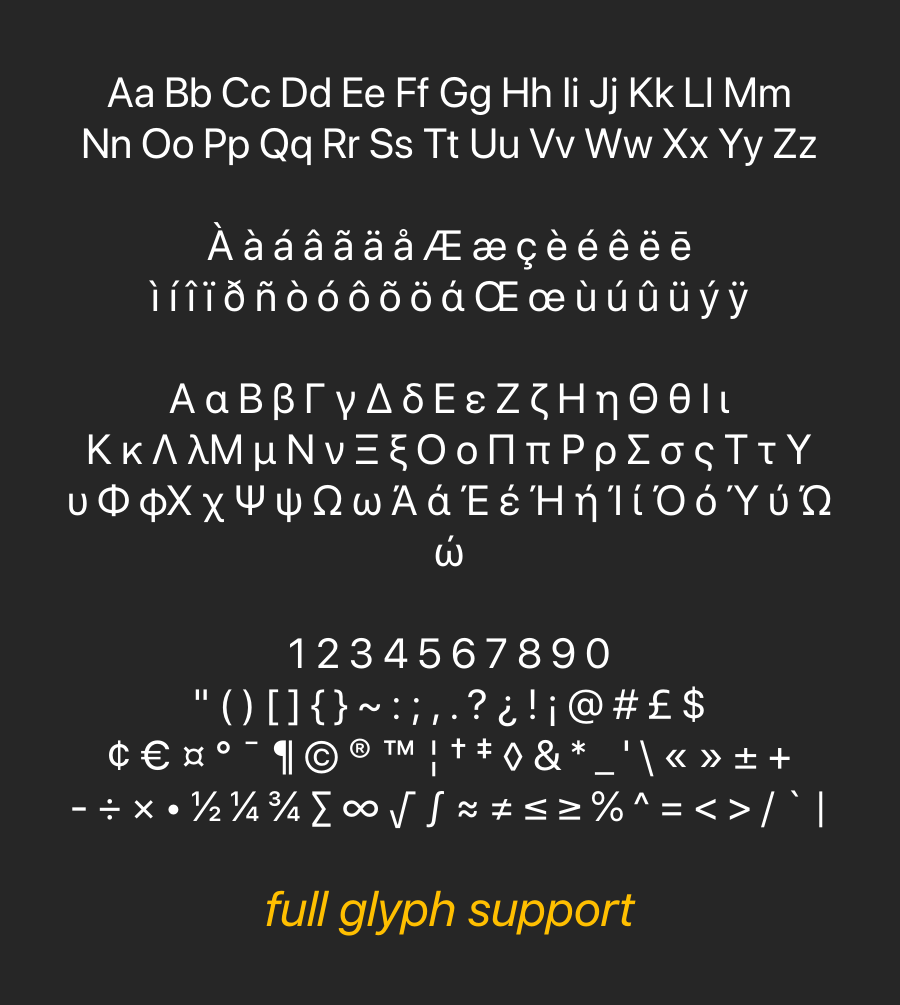 Aa Bb Cc Dd Ee Ff Gg Hh Ii Jj Kk Ll Mm
Nn Oo Pp Qq Rr Ss Tt Uu Vv Ww Xx Yy Zz
À à á â ã ä å Æ æ ç è é ê ë ē
ì í î ï ð ñ ò ó ô õ ö ά Œ œ ù ú û ü ý ÿ
Α α Β β Γ γ Δ δ Ε ε Ζ ζ Η η Θ θ Ι ι
Κ κ Λ λΜ μ Ν ν Ξ ξ Ο ο Π π Ρ ρ Σ σ ς Τ τ Υ
υ Φ φΧ χ Ψ ψ Ω ω Ά ά Έ έ Ή ή Ί ί Ό ό Ύ ύ Ώ
ώ
1 2 3 4 5 6 7 8 9 0
" ( ) [ ] { } ~ : ; , . ? ¿ ! ¡ @ # £ $
¢ € ¤ ° ¯ ¶ © ® ™ ¦ † ‡ ◊ & * _ ' \ « » ± +
- ÷ × • ½ ¼ ¾ ∑ ∞ √ ∫ ≈ ≠ ≤ ≥ % ^ = < > / ` |
full glyph support